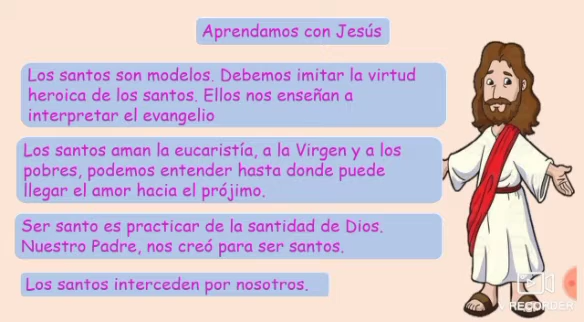 Aprendamos con Jesús
Los santos son modelos. Debemos imitar la virtud
heroica de los santos. Ellos nos enseñan a
interpretar el evangelio
Los santos aman la eucaristía, a la Virgen y a los
pobres, podemos entender hasta donde puede
llegar el amor hacia el prójimo.
Ser santo es practicar de la santidad de Dios.
Nuestro Padre, nos creó para ser santos.
Los santos interceden por nosotros.
RECORDER